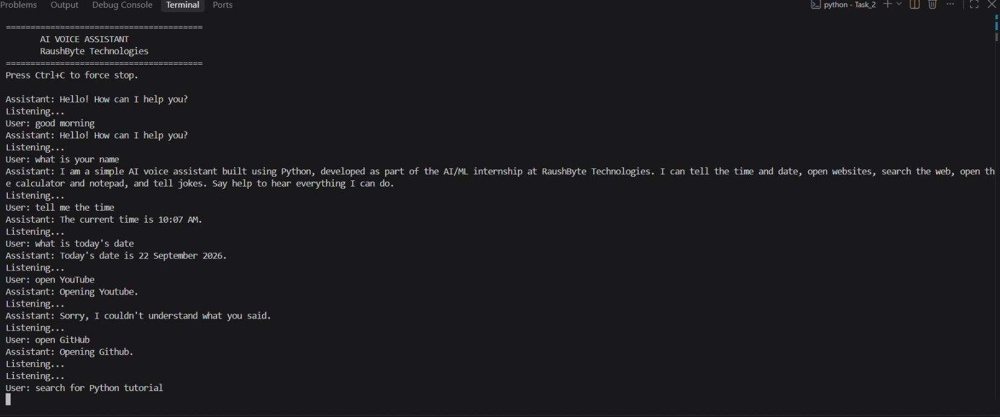 Problems Output Debug Console Terminal Ports
python - Task_2
========================================
AI VOICE ASSISTANT
RaushByte Technologies
========================================
Press Ctrl+C to force stop.
Assistant: Hello! How can I help you?
Listening...
User: good morning
Assistant: Hello! How can I help you?
Listening...
User: what is your name
Assistant: I am a simple AI voice assistant built using Python, developed as part of the AI/ML internship at RaushByte Technologies. I can tell the time and date, open websites, search the web, open th
e calculator and notepad, and tell jokes. Say help to hear everything I can do.
Listening...
User: tell me the time
Assistant: The current time is 10:07 AM.
Listening...
User: what is today's date
Assistant: Today's date is 22 September 2026.
Listening...
User: open YouTube
Assistant: Opening Youtube.
Listening...
Assistant: Sorry, I couldn't understand what you said.
Listening...
User: open GitHub
Assistant: Opening Github.
Listening...
Listening...
User: search for Python tutorial